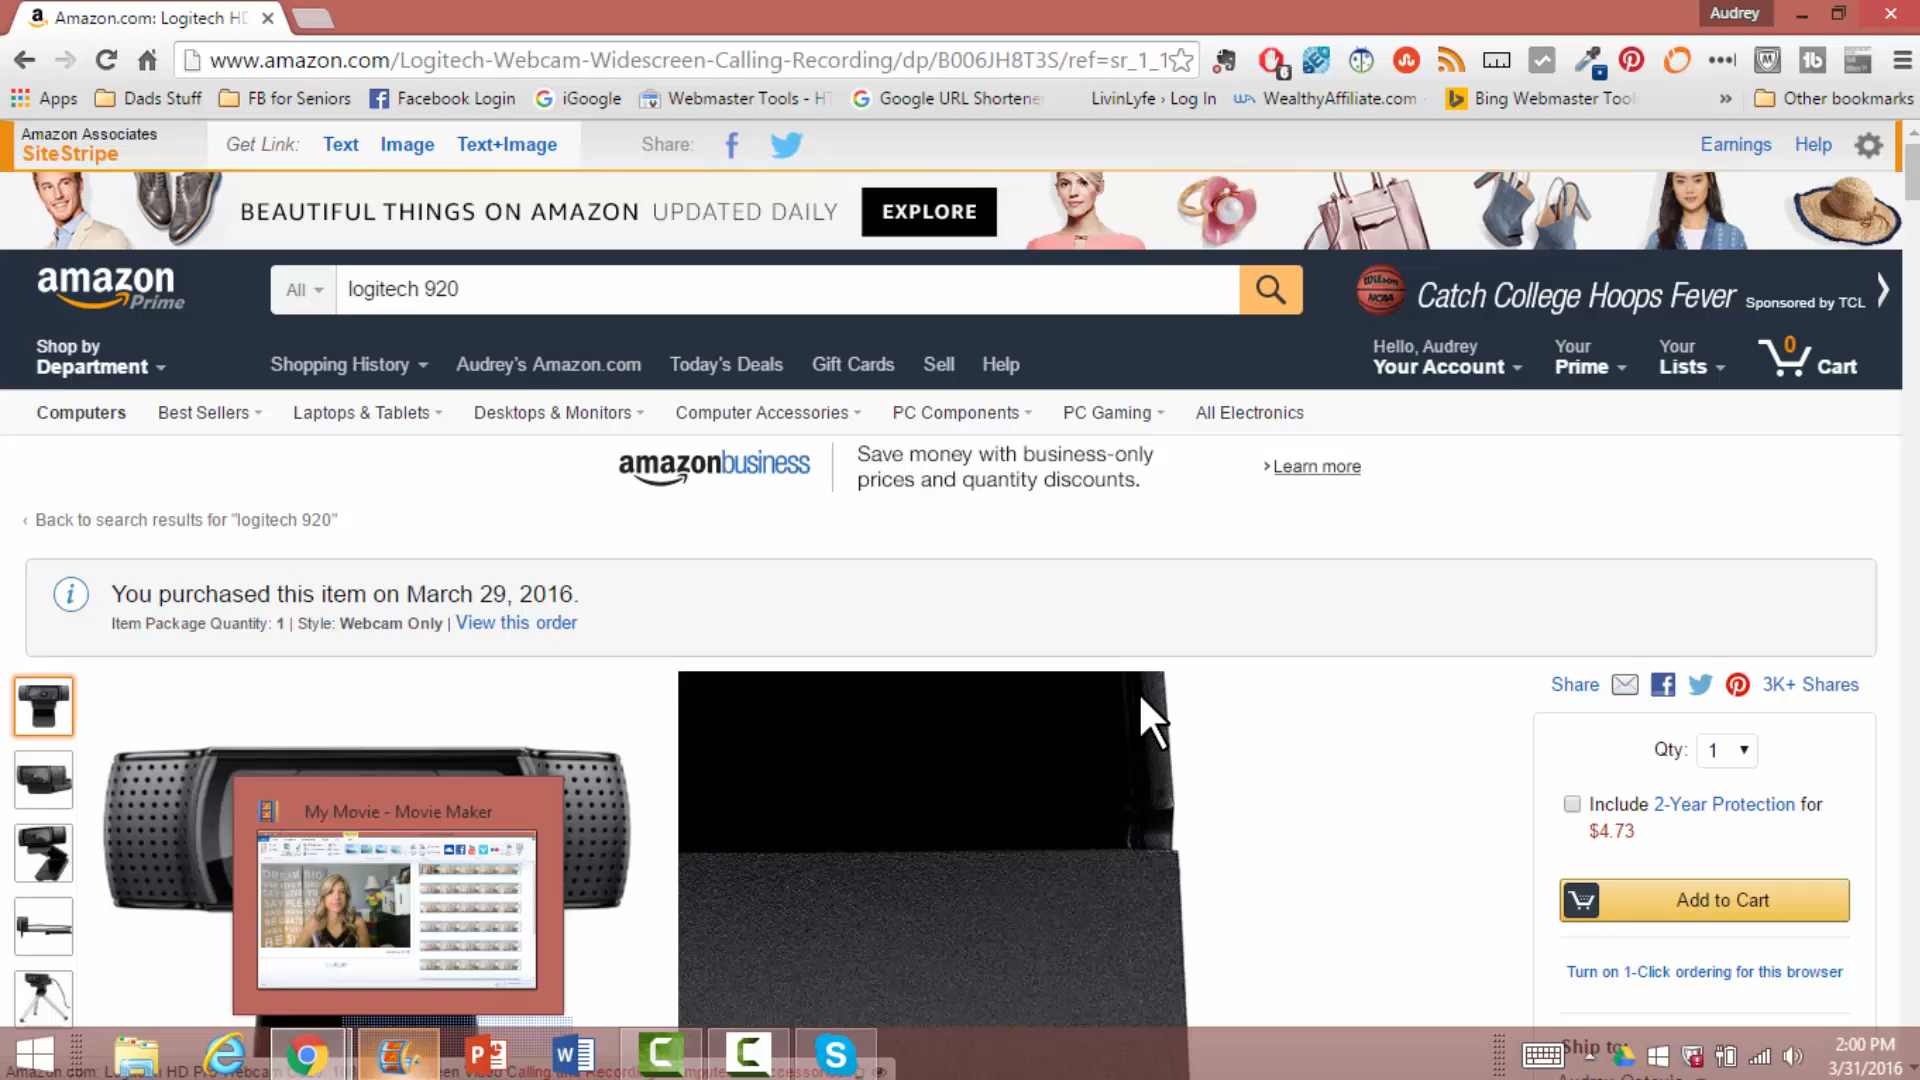 Amazon.com: Logitech HD
Audrey
www.amazon.com/Logitech-Webcam-Widescreen-Calling-Recording/dp/B006JH8T3S/ref=sr_1_1
Apps
Dads Stuff
FB for Seniors
Facebook Login
iGoogle
Webmaster Tools - HT
Google URL Shortene
LivinLyfe › Log In
WealthyAffiliate.com
Bing Webmaster Tool
»
Other bookmarks
Amazon Associates
SiteStripe
Get Link:
Text
Image
Text+Image
Share:
Earnings
Help
BEAUTIFUL THINGS ON AMAZON UPDATED DAILY
EXPLORE
amazon
Prime
All
logitech 920
Wilson
NCAA
Catch College Hoops Fever Sponsored by TCL
Shop by
Department
Shopping History
Audrey's Amazon.com
Today's Deals
Gift Cards
Sell
Help
Hello, Audrey
Your Account
Your
Prime
Your
Lists
0
Cart
Computers
Best Sellers
Laptops & Tablets
Desktops & Monitors
Computer Accessories
PC Components
PC Gaming
All Electronics
amazonbusiness
Save money with business-only
prices and quantity discounts.
› Learn more
‹ Back to search results for "logitech 920"
You purchased this item on March 29, 2016.
Item Package Quantity: 1 | Style: Webcam Only | View this order
Share
3K+ Shares
Qty: 1
Include 2-Year Protection for
$4.73
My Movie - Movie Maker
DREAM BIG
Add to Cart
Turn on 1-Click ordering for this browser
Ship to:
2:00 PM
3/31/2016